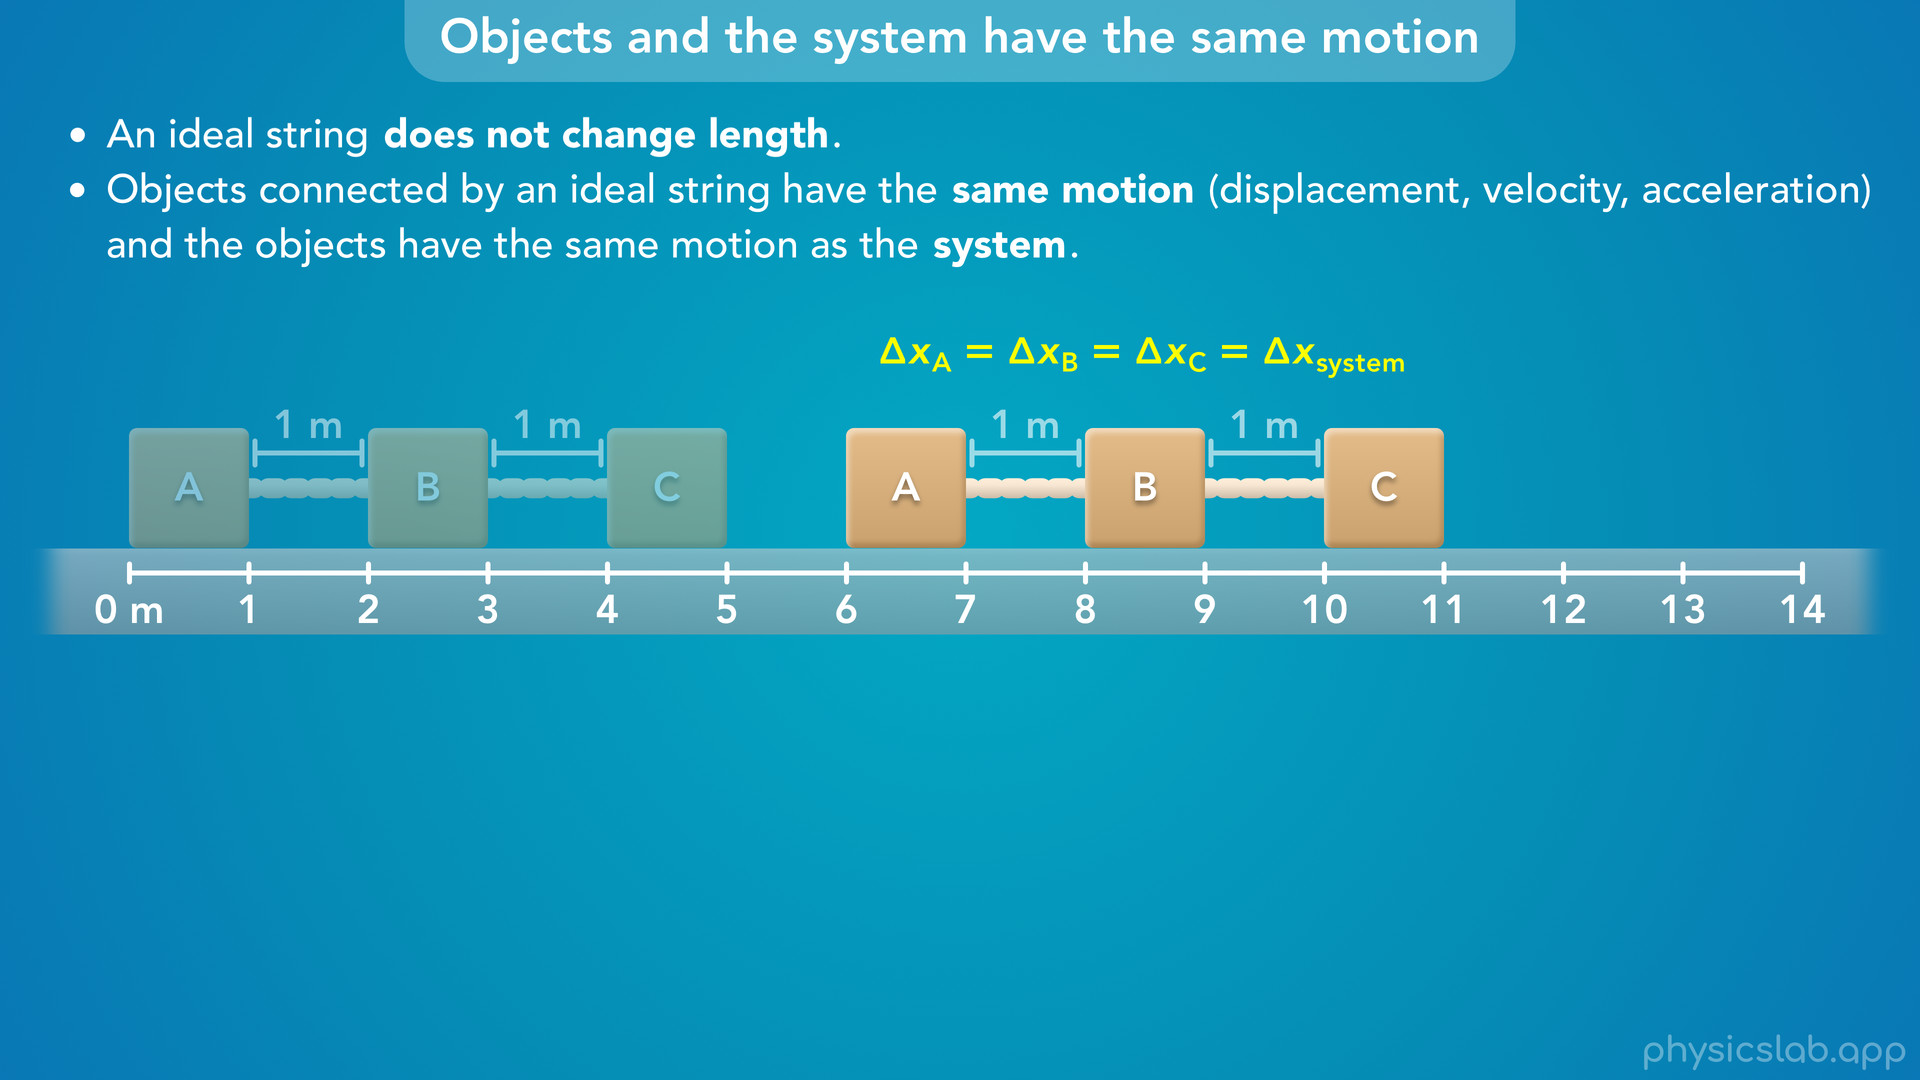 Objects and the system have the same motion
• An ideal string does not change length.
• Objects connected by an ideal string have the same motion (displacement, velocity, acceleration)
and the objects have the same motion as the system.
ΔxA = ΔxB = ΔxC = Δxsystem
1 m 1 m 1 m 1 m
A B C A B C
0 m 1 2 3 4 5 6 7 8 9 10 11 12 13 14
physicslab.app